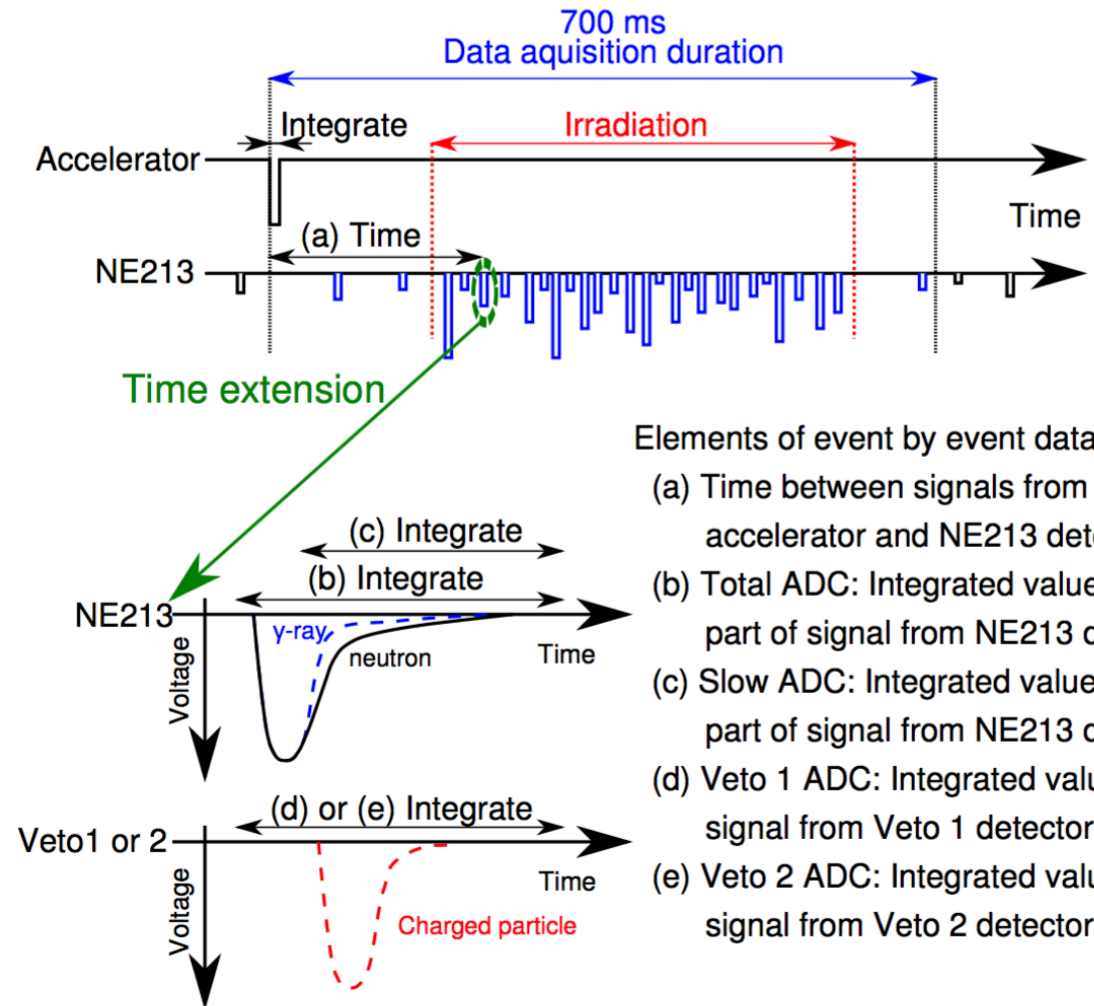 700 ms
Data aquisition duration
Integrate
Irradiation
Accelerator
Time
(a) Time
NE213
Time extension
Elements of event by event data
(a) Time between signals from
accelerator and NE213 dete
(b) Total ADC: Integrated value
part of signal from NE213 d
(c) Slow ADC: Integrated value
part of signal from NE213 d
(d) Veto 1 ADC: Integrated valu
signal from Veto 1 detector
(e) Veto 2 ADC: Integrated valu
signal from Veto 2 detector
(c) Integrate
(b) Integrate
NE213
γ-ray
neutron
Time
Voltage
(d) or (e) Integrate
Veto1 or 2
Time
Voltage
Charged particle